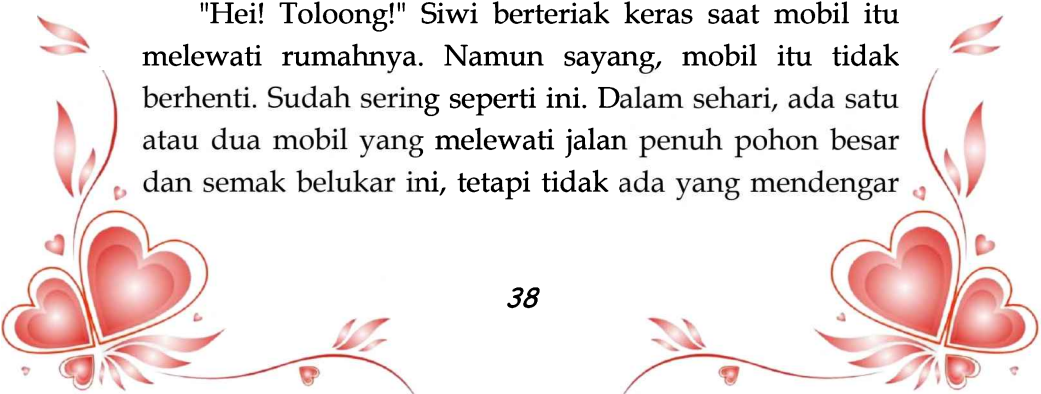 "Hei! Toloong!" Siwi berteriak keras saat mobil itu
melewati rumahnya. Namun sayang, mobil itu tidak
berhenti. Sudah sering seperti ini. Dalam sehari, ada satu
atau dua mobil yang melewati jalan penuh pohon besar
dan semak belukar ini, tetapi tidak ada yang mendengar
38